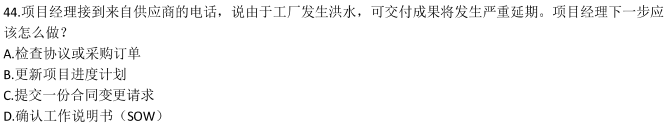 44.项目经理接到来自供应商的电话，说由于工厂发生洪水，可交付成果将发生严重延期。项目经理下一步应
该怎么做？
A.检查协议或采购订单
B.更新项目进度计划
C.提交一份合同变更请求
D.确认工作说明书（SOW）